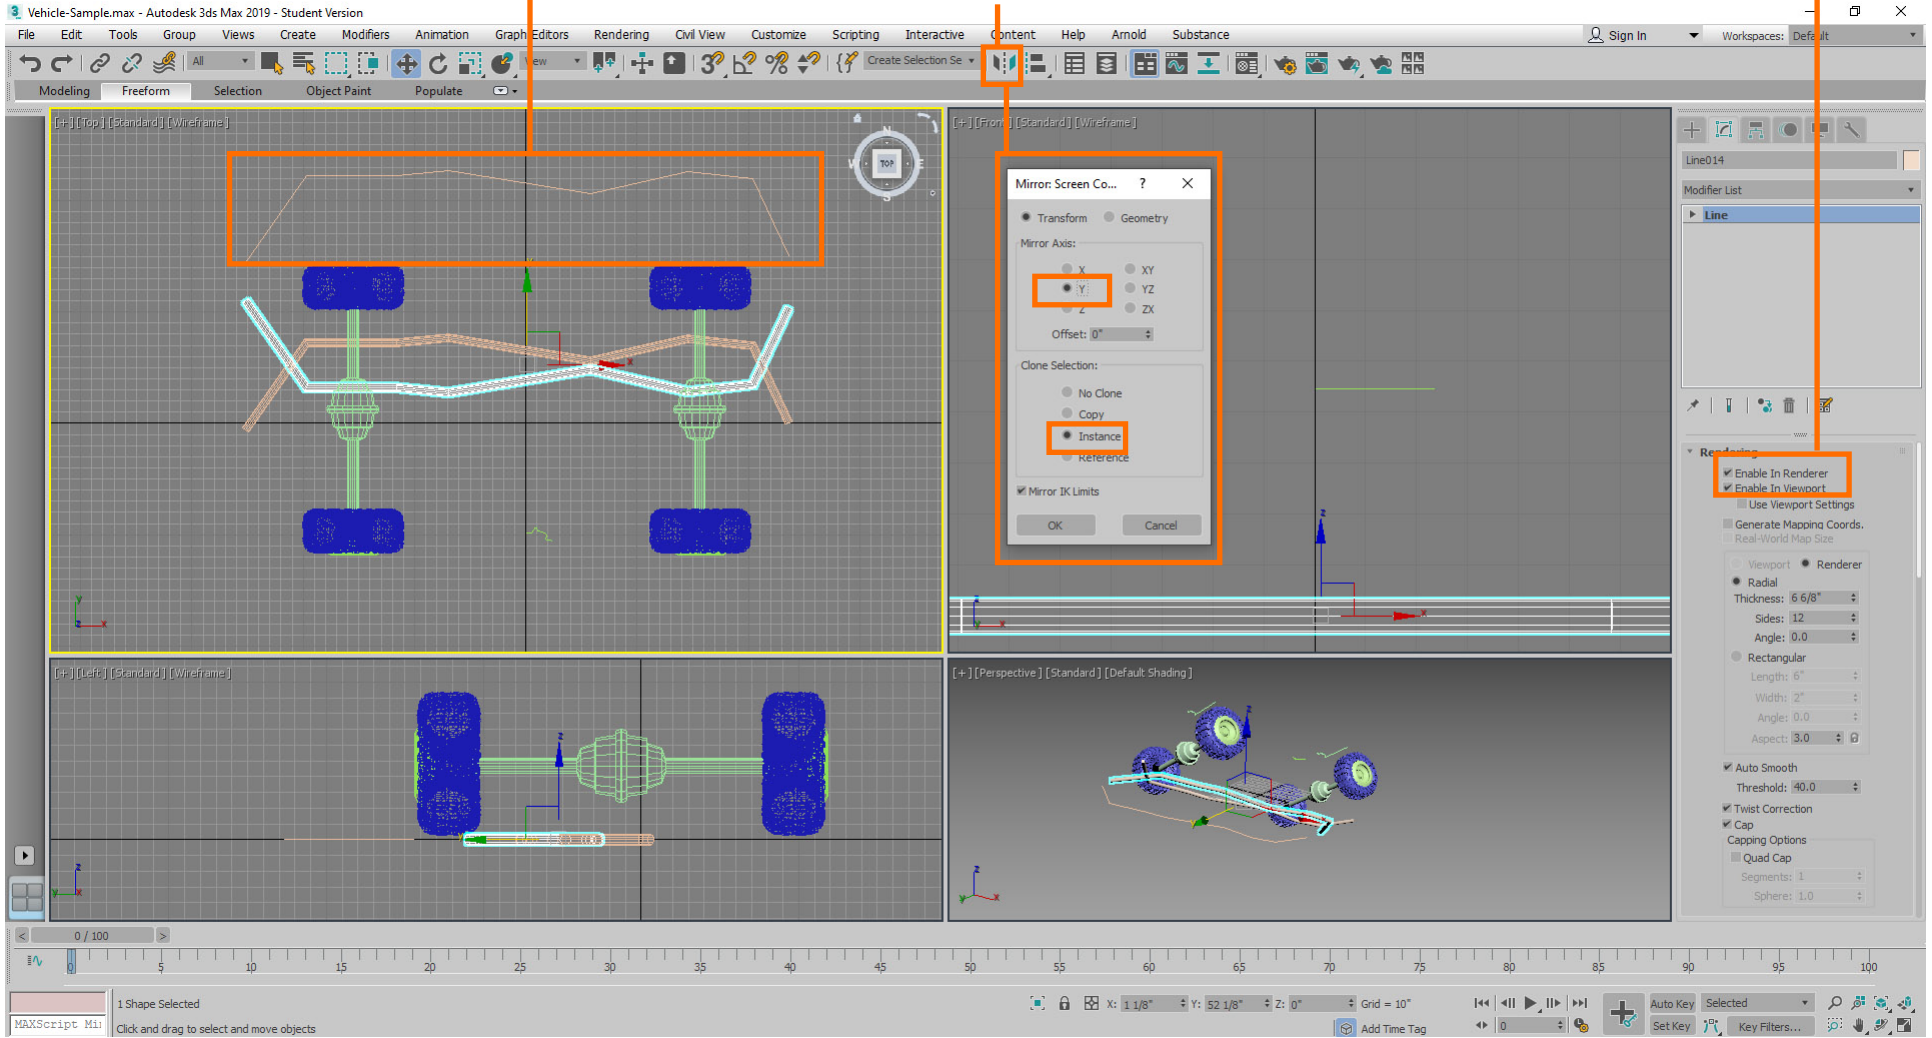 Vehicle-Sample.max - Autodesk 3ds Max 2019 - Student Version
File Edit Tools Group Views Create Modifiers Animation Graph Editors Rendering Civil View Customize Scripting Interactive Content Help Arnold Substance
Sign In Workspaces: Default
All View Create Selection Se
Modeling Freeform Selection Object Paint Populate
[+][Top][Standard][Wireframe]
N
W TOP E
S
y
x
y
z x
[+][Front][Standard][Wireframe]
Mirror: Screen Co... ? ×
Transform Geometry
Mirror Axis:
X XY
Y YZ
Z ZX
Offset: 0"
Clone Selection:
No Clone
Copy
Instance
Reference
Mirror IK Limits
OK Cancel
z
x
z
y x
[+][Left][Standard][Wireframe]
z
y
z
y x
[+][Perspective][Standard][Default Shading]
z
z
y x
Line014
Modifier List
Line
Rendering
Enable In Renderer
Enable In Viewport
Use Viewport Settings
Generate Mapping Coords.
Real-World Map Size
Viewport Renderer
Radial
Thickness: 6 6/8"
Sides: 12
Angle: 0.0
Rectangular
Length: 6"
Width: 2"
Angle: 0.0
Aspect: 3.0
Auto Smooth
Threshold: 40.0
Twist Correction
Cap
Capping Options
Quad Cap
Segments: 1
Sphere: 1.0
< 0 / 100 >
0 5 10 15 20 25 30 35 40 45 50 55 60 65 70 75 80 85 90 95 100
1 Shape Selected
X: 1 1/8" Y: 52 1/8" Z: 0" Grid = 10"
Auto Key Selected
MAXScript Mi
Click and drag to select and move objects
Add Time Tag
0
Set Key Key Filters...